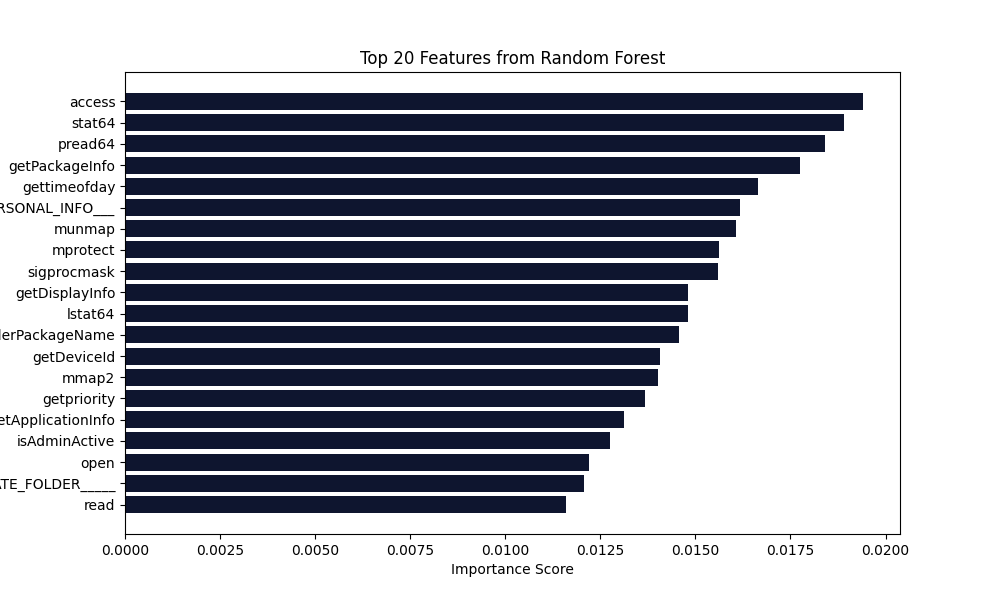 Top 20 Features from Random Forest
access
stat64
pread64
getPackageInfo
gettimeofday
RSONAL_INFO___
munmap
mprotect
sigprocmask
getDisplayInfo
lstat64
lerPackageName
getDeviceId
mmap2
getpriority
etApplicationInfo
isAdminActive
open
ATE_FOLDER_____
read
0.0000 0.0025 0.0050 0.0075 0.0100 0.0125 0.0150 0.0175 0.0200
Importance Score